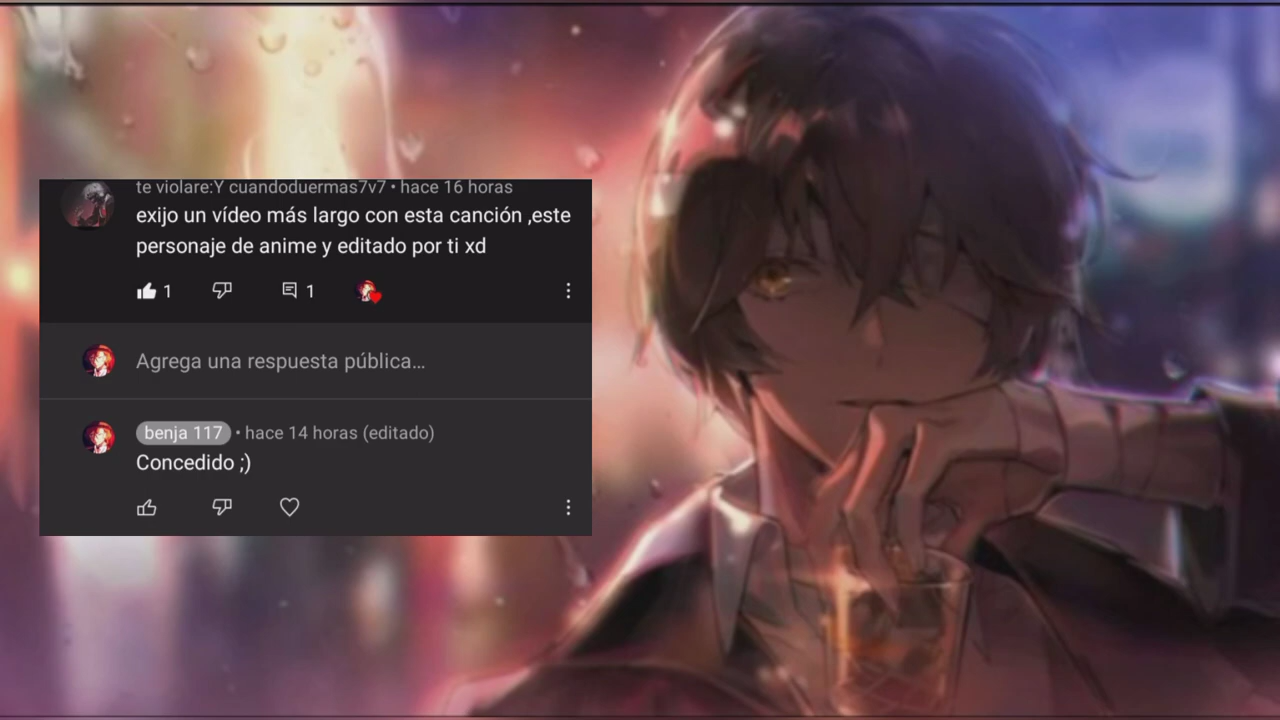 te violare:Y cuandoduermas7v7 • hace 16 horas
exijo un vídeo más largo con esta canción ,este
personaje de anime y editado por ti xd
1
1
Agrega una respuesta pública...
benja 117 • hace 14 horas (editado)
Concedido ;)